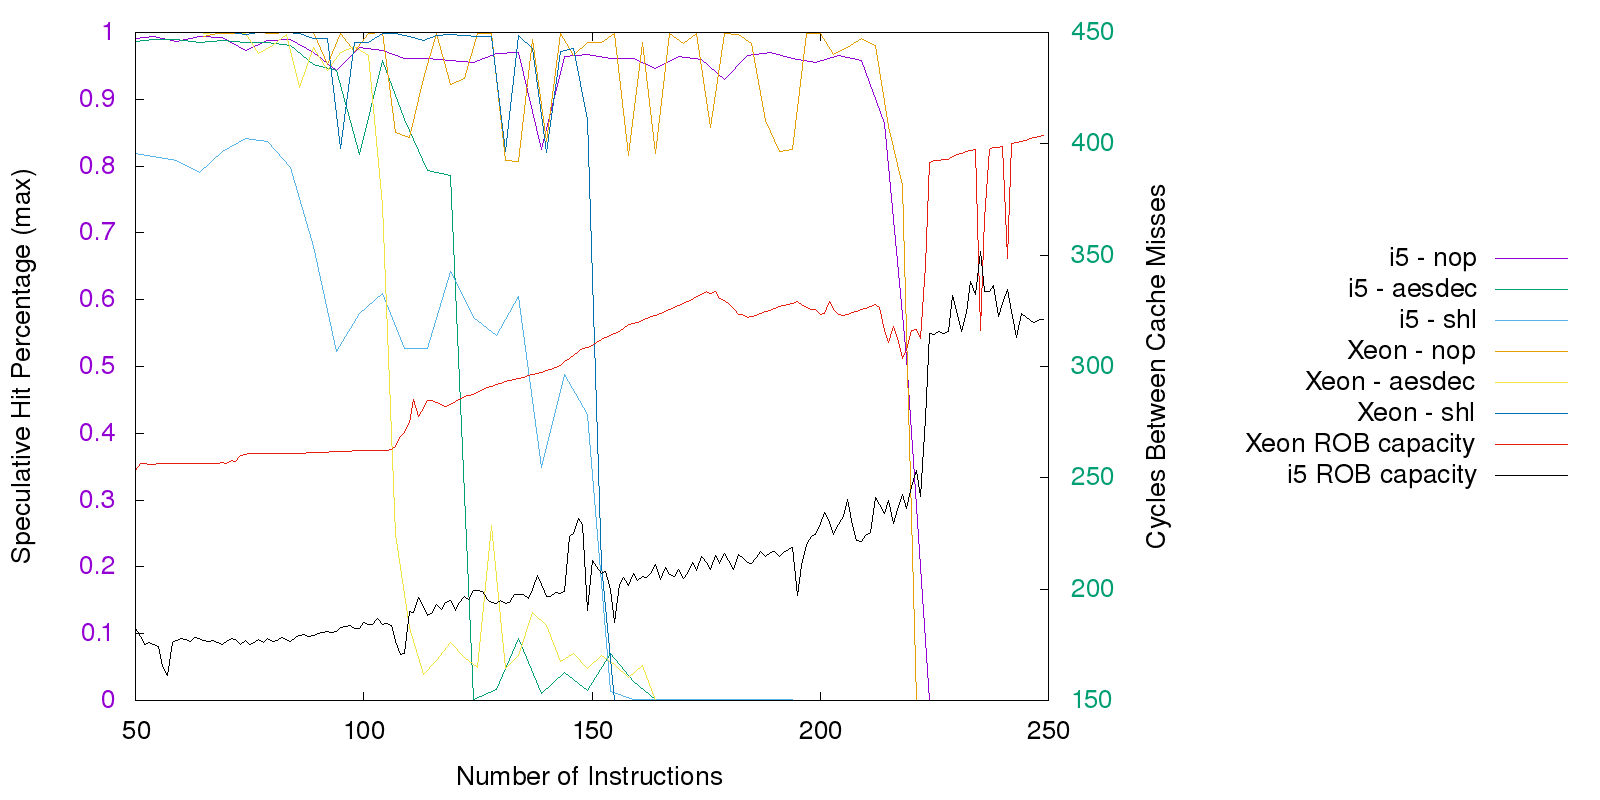 Speculative Hit Percentage (max)
1
0.9
0.8
0.7
0.6
0.5
0.4
0.3
0.2
0.1
0
450
400
350
300
250
200
150
Cycles Between Cache Misses
50
100
150
200
250
Number of Instructions
i5 - nop
i5 - aesdec
i5 - shl
Xeon - nop
Xeon - aesdec
Xeon - shl
Xeon ROB capacity
i5 ROB capacity